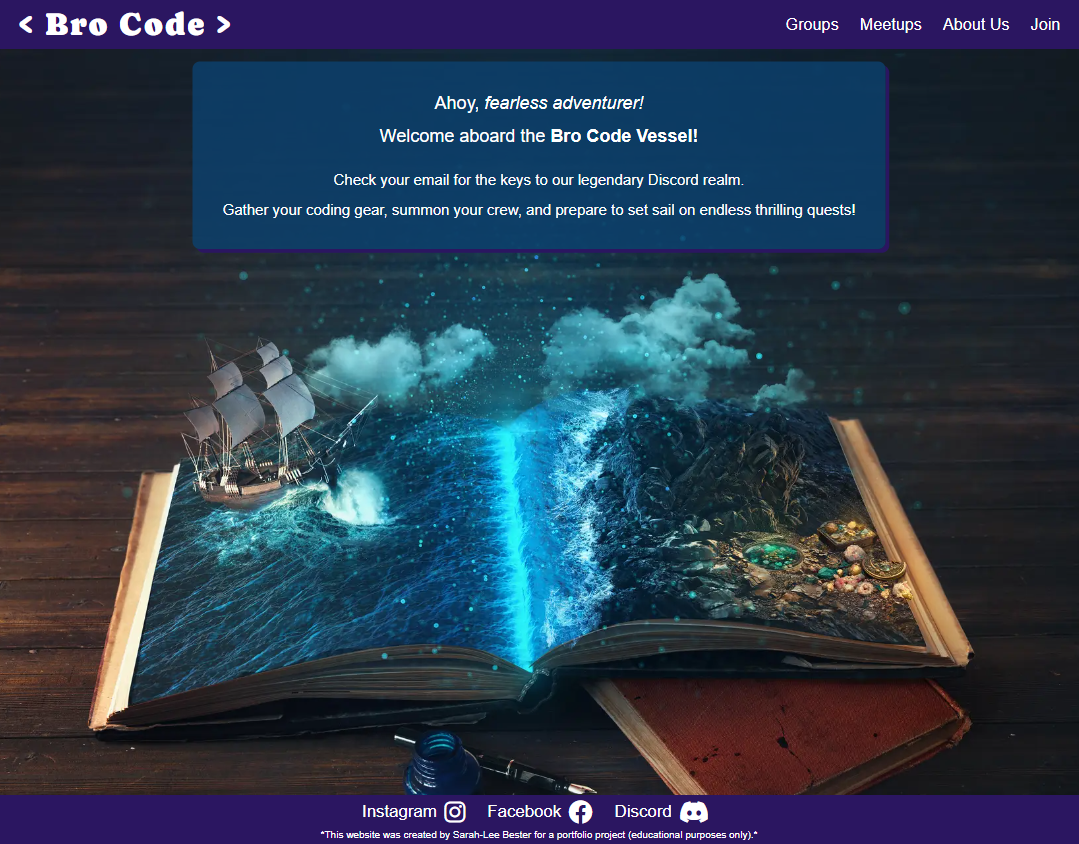 < Bro Code >
Groups Meetups About Us Join
Ahoy, fearless adventurer!
Welcome aboard the Bro Code Vessel!
Check your email for the keys to our legendary Discord realm.
Gather your coding gear, summon your crew, and prepare to set sail on endless thrilling quests!
Instagram Facebook Discord
*This website was created by Sarah-Lee Bester for a portfolio project (educational purposes only).*